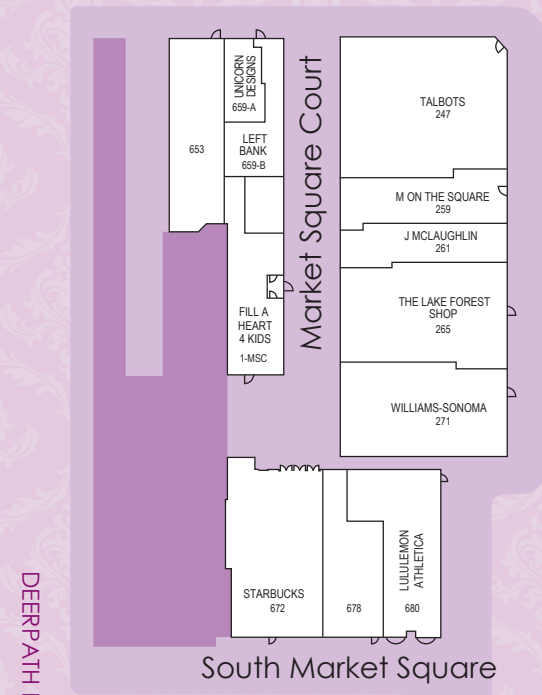 653
UNICORN
DESIGNS
659-A
LEFT
BANK
659-B
FILL A
HEART
4 KIDS
1-MSC
Market Square Court
TALBOTS
247
M ON THE SQUARE
259
J MCLAUGHLIN
261
THE LAKE FOREST
SHOP
265
WILLIAMS-SONOMA
271
STARBUCKS
672
678
LULULEMON
ATHLETICA
680
South Market Square
DEERPATH